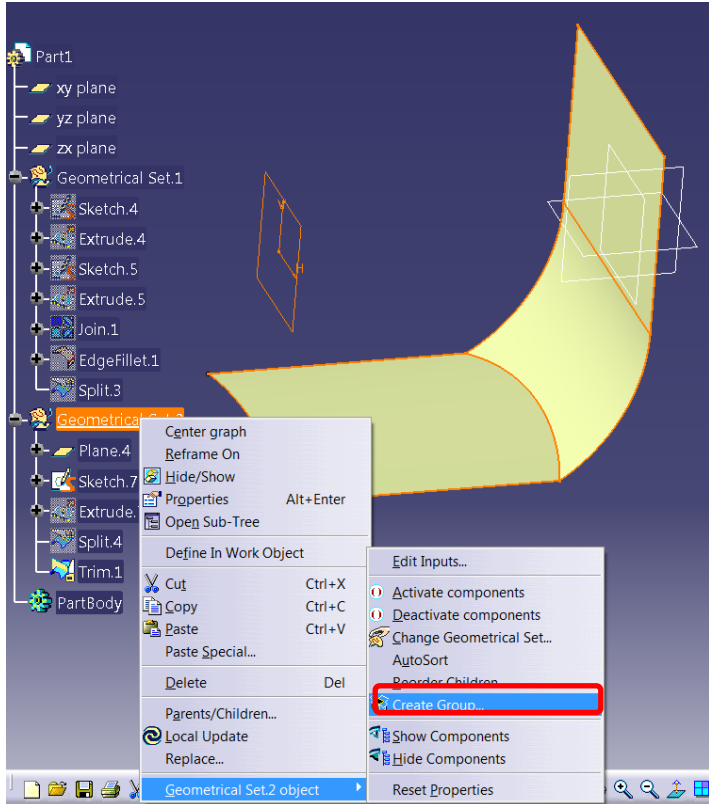 Part1
xy plane
yz plane
zx plane
Geometrical Set.1
Sketch.4
Extrude.4
Sketch.5
Extrude.5
Join.1
EdgeFillet.1
Split.3
Geometrical
Plane.4
Sketch.7
Extrude.
Split.4
Trim.1
PartBody
V
H
Center graph
Reframe On
Hide/Show
Properties Alt+Enter
Open Sub-Tree
Define In Work Object
Cut Ctrl+X
Copy Ctrl+C
Paste Ctrl+V
Paste Special...
Delete Del
Parents/Children...
Local Update
Replace...
Geometrical Set.2 object
Edit Inputs...
Activate components
Deactivate components
Change Geometrical Set...
AutoSort
Reorder Children
Create Group...
Show Components
Hide Components
Reset Properties